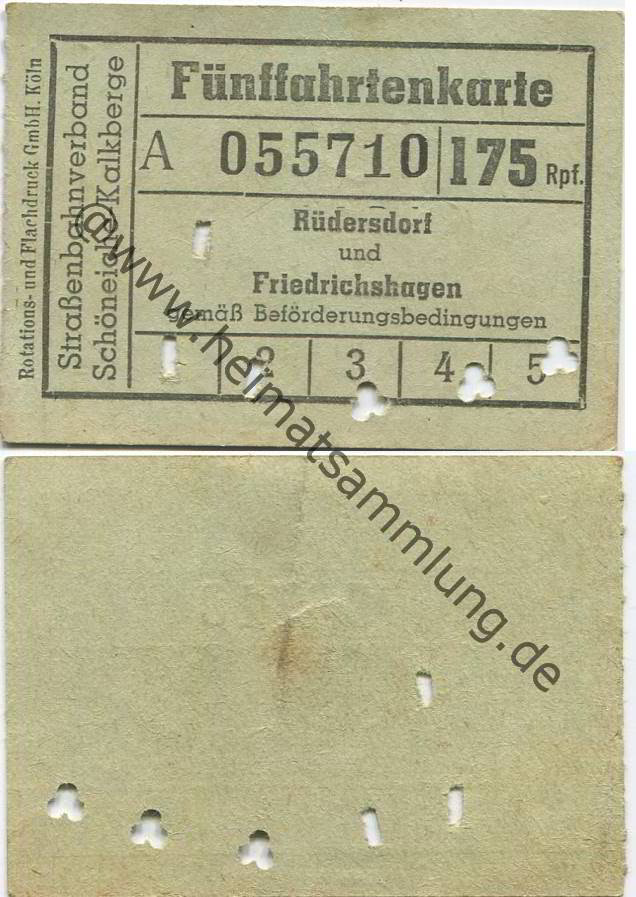 Rotations- und Flachdruck GmbH. Köln
Straßenbahnverband
Schöneiche/Kalkberge
Fünffahrtenkarte
A 055710 175 Rpf.
Rüdersdorf
und
Friedrichshagen
gemäß Beförderungsbedingungen
2 3 4 5
@www.heimatsammlung.de